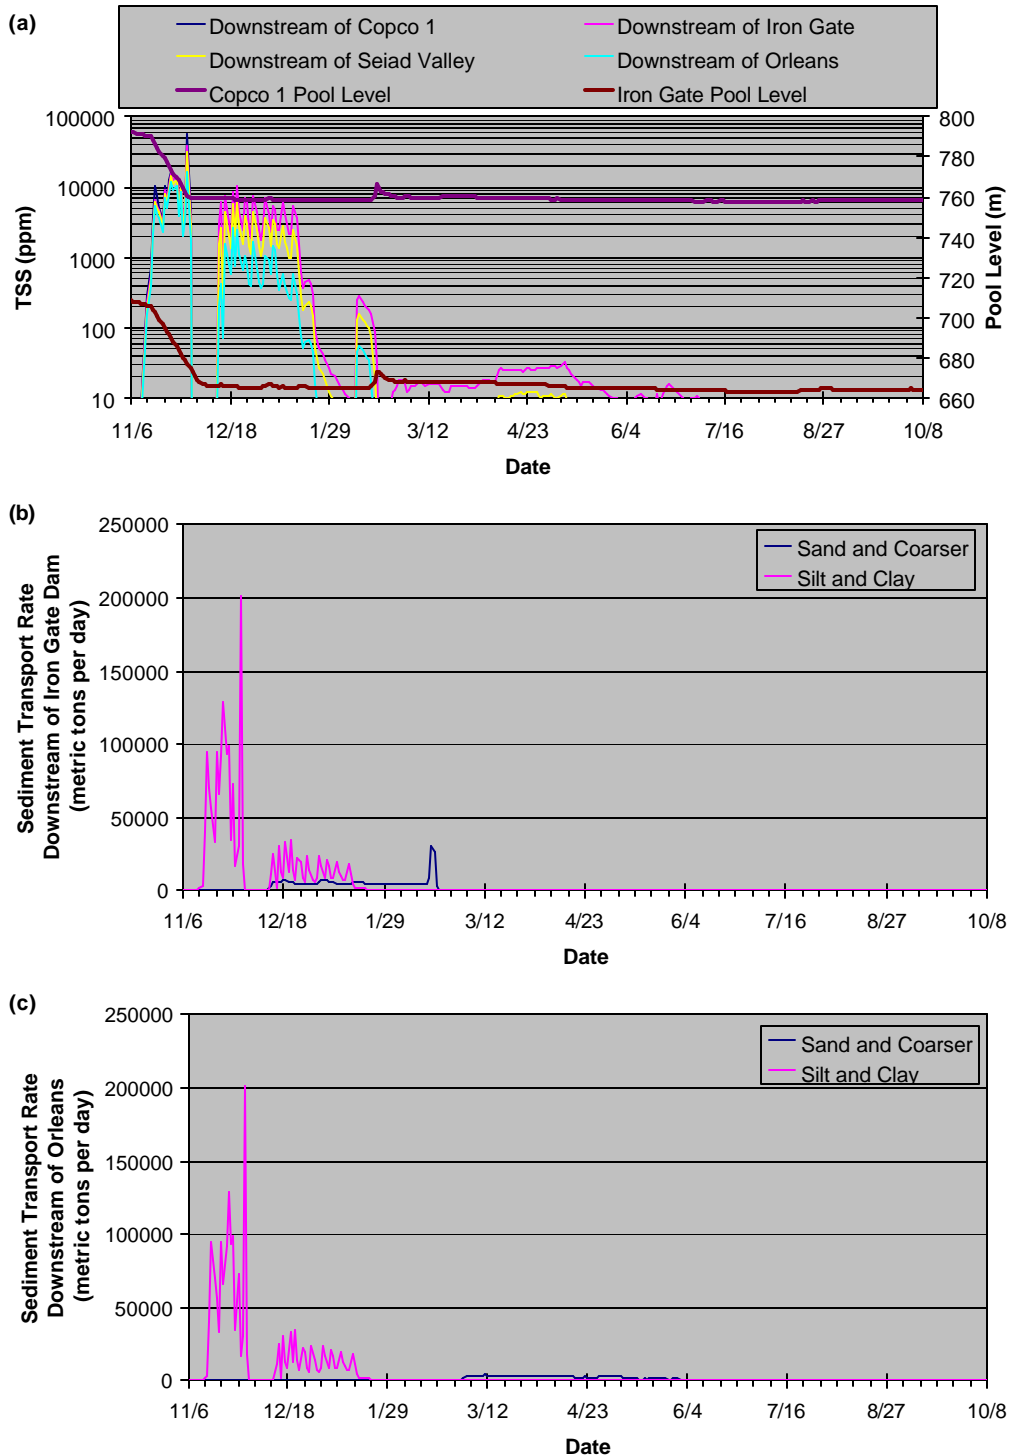 (a)
Downstream of Copco 1
Downstream of Iron Gate
Downstream of Seiad Valley
Downstream of Orleans
Copco 1 Pool Level
Iron Gate Pool Level
TSS (ppm)
100000
10000
1000
100
10
Pool Level (m)
800
780
760
740
720
700
680
660
11/6 12/18 1/29 3/12 4/23 6/4 7/16 8/27 10/8
Date
(b)
Sediment Transport Rate
Downstream of Iron Gate Dam
(metric tons per day)
250000
200000
150000
100000
50000
0
Sand and Coarser
Silt and Clay
11/6 12/18 1/29 3/12 4/23 6/4 7/16 8/27 10/8
Date
(c)
Sediment Transport Rate
Downstream of Orleans
(metric tons per day)
250000
200000
150000
100000
50000
0
Sand and Coarser
Silt and Clay
11/6 12/18 1/29 3/12 4/23 6/4 7/16 8/27 10/8
Date